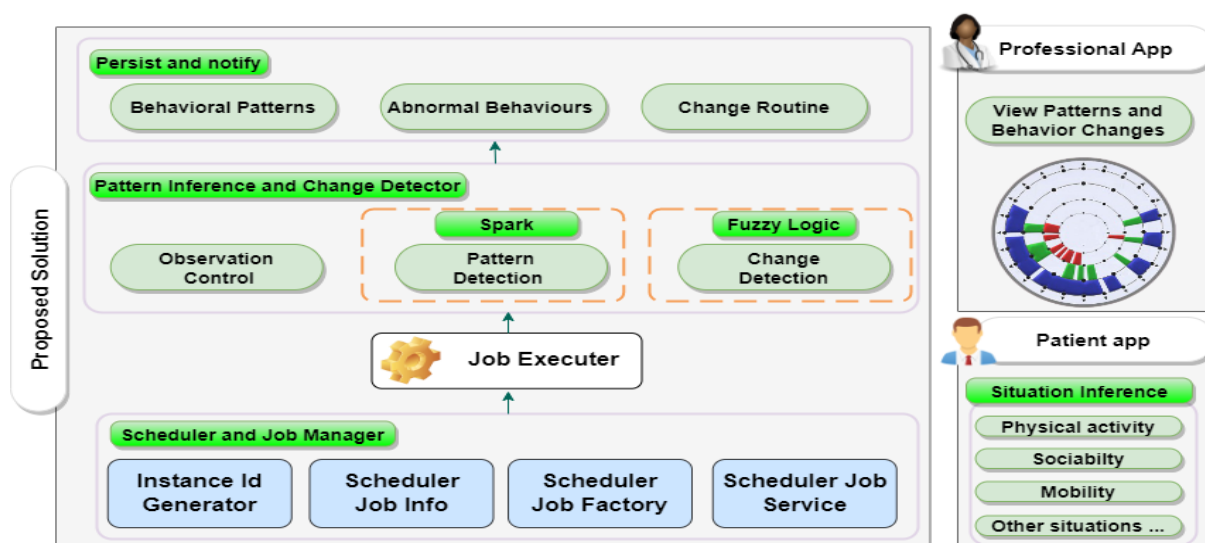 Proposed Solution
Persist and notify
Behavioral Patterns
Abnormal Behaviours
Change Routine
Pattern Inference and Change Detector
Observation
Control
Spark
Pattern
Detection
Fuzzy Logic
Change
Detection
Job Executer
Scheduler and Job Manager
Instance Id
Generator
Scheduler
Job Info
Scheduler
Job Factory
Scheduler Job
Service
Professional App
View Patterns and
Behavior Changes
Patient app
Situation Inference
Physical activity
Sociabilty
Mobility
Other situations ...